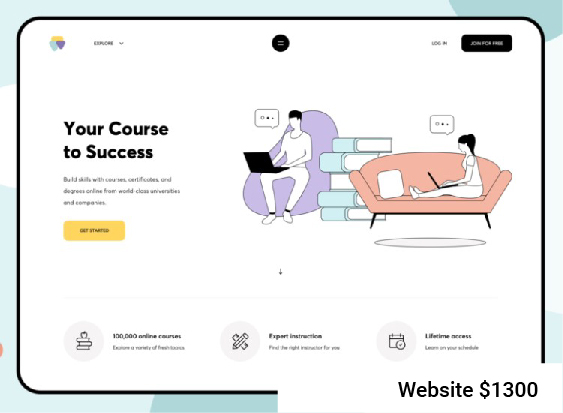 EXPLORE
LOG IN
JOIN FOR FREE
Your Course
to Success
Build skills with courses, certificates, and
degrees online from world-class universities
and companies.
GET STARTED
100,000 online courses
Explore a variety of fresh topics
Expert instruction
Find the right instructor for you
Lifetime access
Learn on your schedule
Website $1300